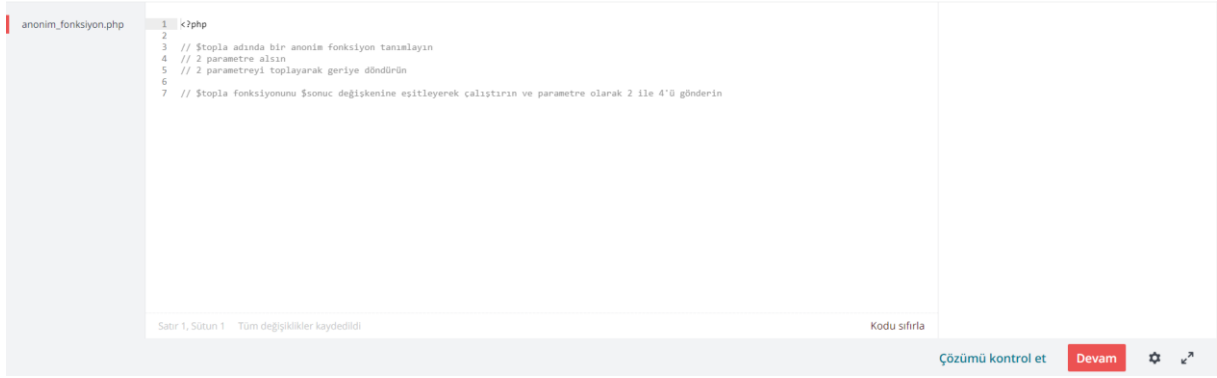 anonim_fonksiyon.php
1 <?php
2
3 // $topla adında bir anonim fonksiyon tanımlayın
4 // 2 parametre alsın
5 // 2 parametreyi toplayarak geriye döndürün
6
7 // $topla fonksiyonunu $sonuc değişkenine eşitleyerek çalıştırın ve parametre olarak 2 ile 4'ü gönderin
Satır 1, Sütun 1 Tüm değişiklikler kaydedildi
Kodu sıfırla
Çözümü kontrol et
Devam